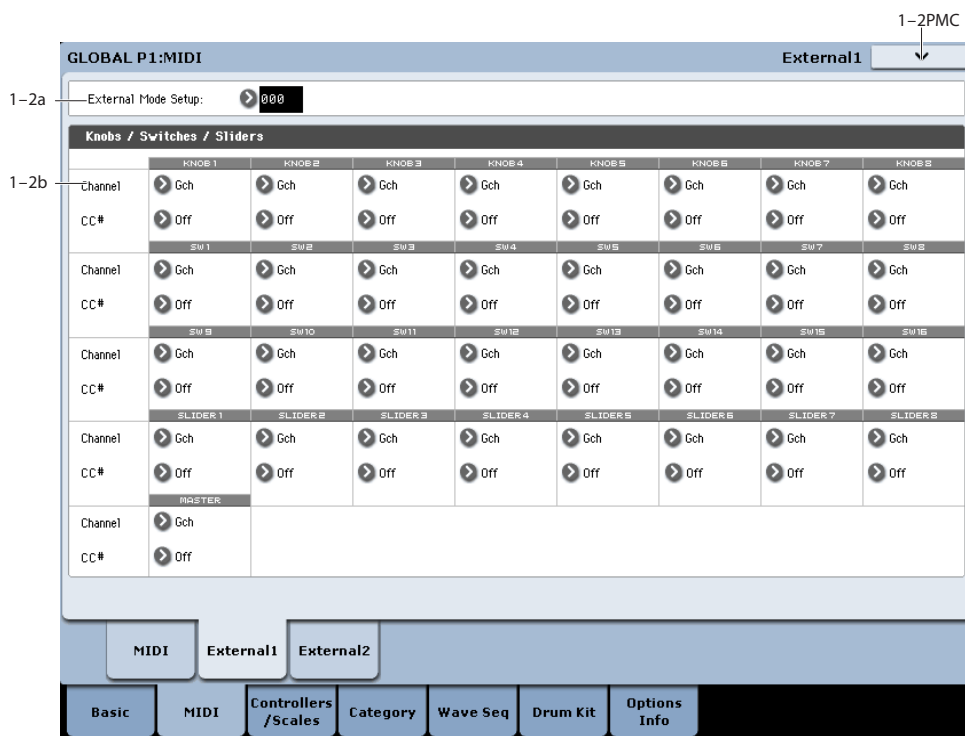 1–2PMC
GLOBAL P1:MIDI External1
1–2a External Mode Setup: 000
Knobs / Switches / Sliders
KNOB 1 KNOB 2 KNOB 3 KNOB 4 KNOB 5 KNOB 6 KNOB 7 KNOB 8
1–2b Channel Gch Gch Gch Gch Gch Gch Gch Gch
CC# Off Off Off Off Off Off Off Off
SW 1 SW 2 SW 3 SW 4 SW 5 SW 6 SW 7 SW 8
Channel Gch Gch Gch Gch Gch Gch Gch Gch
CC# Off Off Off Off Off Off Off Off
SW 9 SW 10 SW 11 SW 12 SW 13 SW 14 SW 15 SW 16
Channel Gch Gch Gch Gch Gch Gch Gch Gch
CC# Off Off Off Off Off Off Off Off
SLIDER 1 SLIDER 2 SLIDER 3 SLIDER 4 SLIDER 5 SLIDER 6 SLIDER 7 SLIDER 8
Channel Gch Gch Gch Gch Gch Gch Gch Gch
CC# Off Off Off Off Off Off Off Off
MASTER
Channel Gch
CC# Off
MIDI External1 External2
Basic MIDI Controllers /Scales Category Wave Seq Drum Kit Options Info